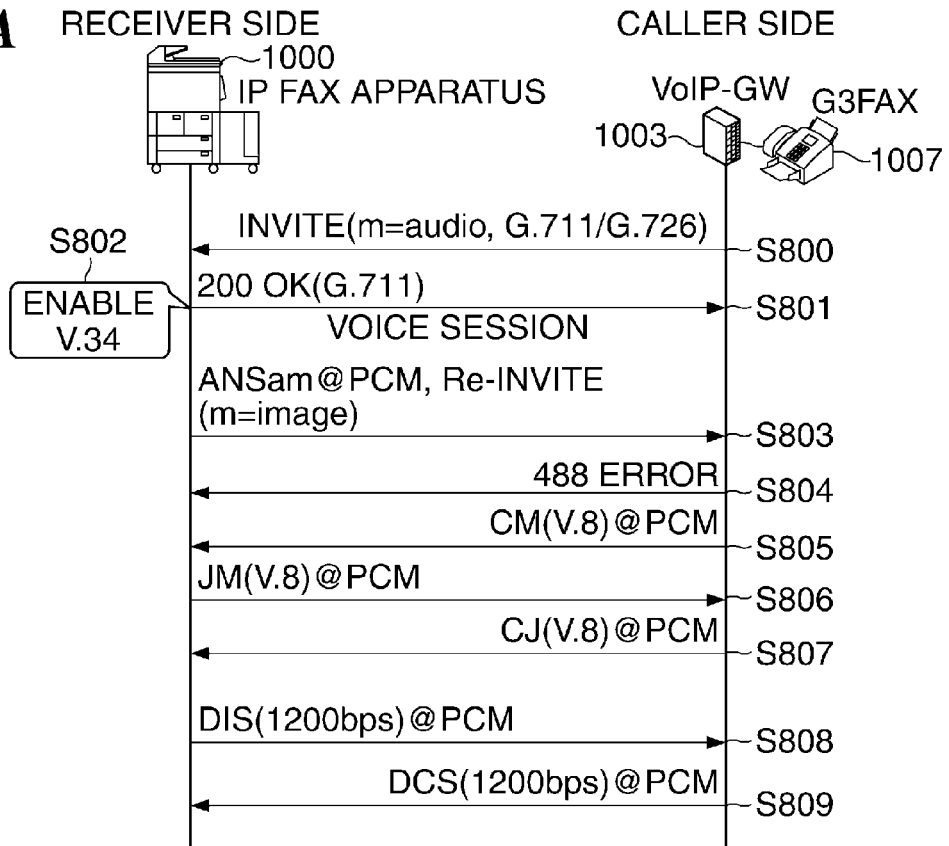 A
RECEIVER SIDE
CALLER SIDE
1000
IP FAX APPARATUS
VoIP-GW
G3FAX
1003
1007
INVITE(m=audio, G.711/G.726)
S800
S802
ENABLE
V.34
200 OK(G.711)
S801
VOICE SESSION
ANSam@PCM, Re-INVITE
(m=image)
S803
488 ERROR
S804
CM(V.8)@PCM
S805
JM(V.8)@PCM
S806
CJ(V.8)@PCM
S807
DIS(1200bps)@PCM
S808
DCS(1200bps)@PCM
S809